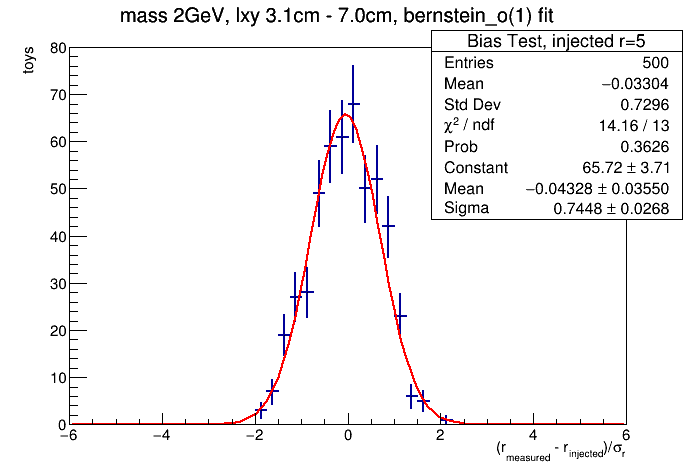 mass 2GeV, lxy 3.1cm - 7.0cm, bernstein_o(1) fit
Bias Test, injected r=5
Entries 500
Mean −0.03304
Std Dev 0.7296
χ² / ndf 14.16 / 13
Prob 0.3626
Constant 65.72 ± 3.71
Mean −0.04328 ± 0.03550
Sigma 0.7448 ± 0.0268
toys
80
70
60
50
40
30
20
10
0
−6 −4 −2 0 2 4 6
(r_measured - r_injected)/σ_r